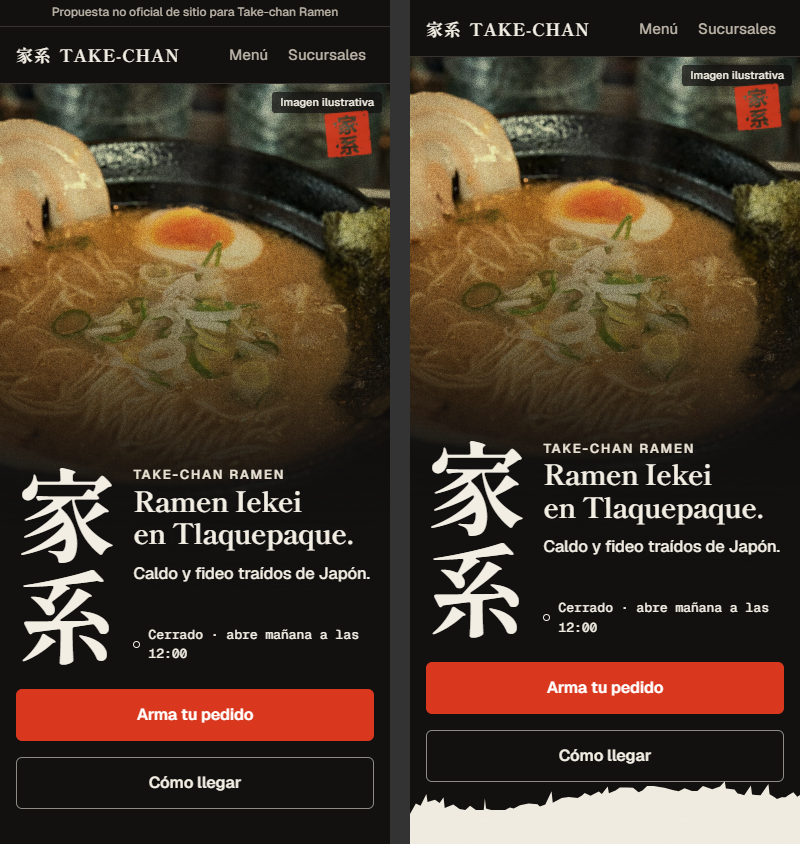 Propuesta no oficial de sitio para Take-chan Ramen
家系 TAKE-CHAN
Menú
Sucursales
Imagen ilustrativa
家系
家系
TAKE-CHAN RAMEN
Ramen Iekei
en Tlaquepaque.
Caldo y fideo traídos de Japón.
Cerrado · abre mañana a las
12:00
Arma tu pedido
Cómo llegar
家系 TAKE-CHAN
Menú
Sucursales
Imagen ilustrativa
家系
家系
TAKE-CHAN RAMEN
Ramen Iekei
en Tlaquepaque.
Caldo y fideo traídos de Japón.
Cerrado · abre mañana a las
12:00
Arma tu pedido
Cómo llegar